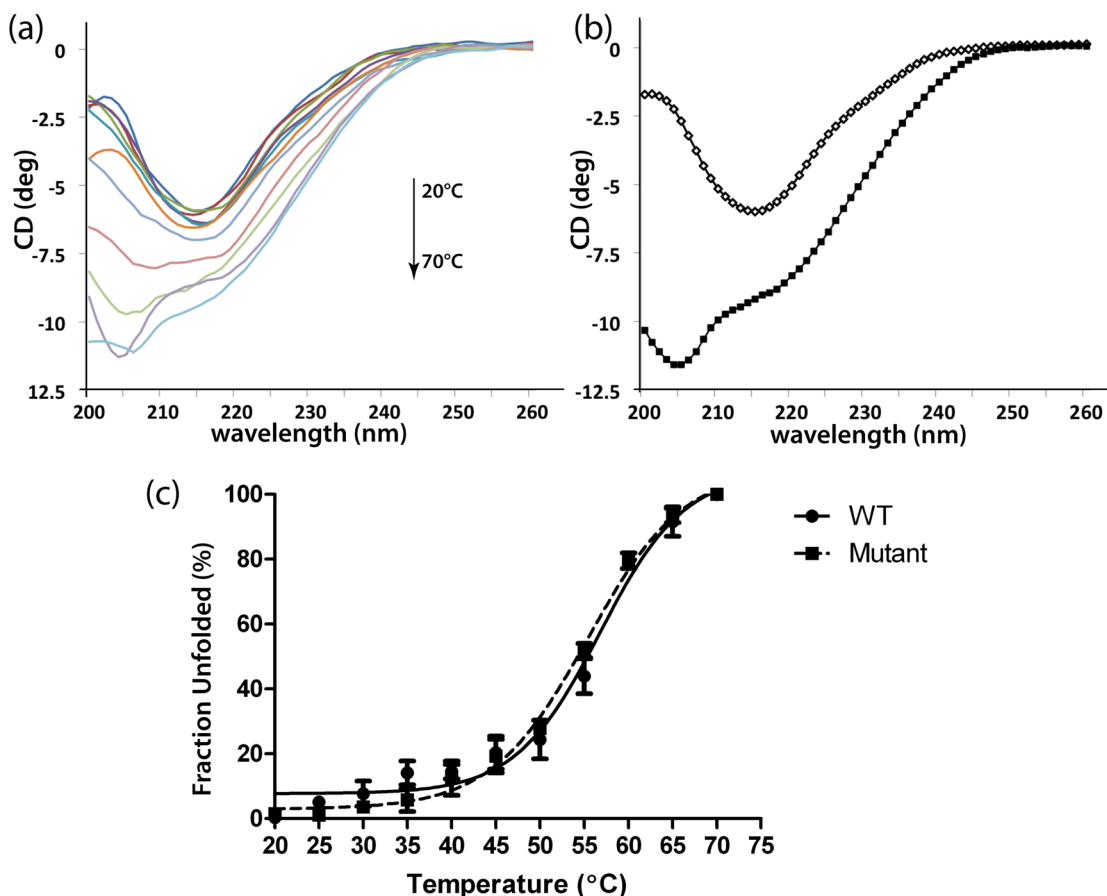 (a)
0
-2.5
-5
-7.5
-10
-12.5
CD (deg)
20°C
70°C
200 210 220 230 240 250 260
wavelength (nm)
(b)
0
-2.5
-5
-7.5
-10
-12.5
CD (deg)
200 210 220 230 240 250 260
wavelength (nm)
(c)
100
80
60
40
20
0
Fraction Unfolded (%)
20 25 30 35 40 45 50 55 60 65 70 75
Temperature (°C)
WT
Mutant